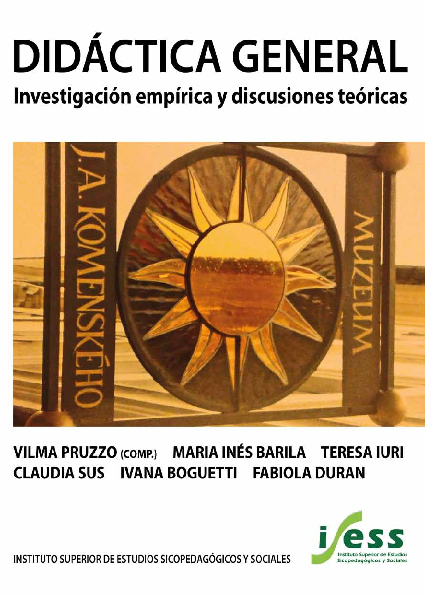 DIDÁCTICA GENERAL
Investigación empírica y discusiones teóricas
J.A. KOMENSKÉHO
MUZEUM
VILMA PRUZZO (COMP.) MARIA INÉS BARILA TERESA IURI
CLAUDIA SUS IVANA BOGUETTI FABIOLA DURAN
isess
Instituto Superior de Estudios
Sicopedagógicos y Sociales
INSTITUTO SUPERIOR DE ESTUDIOS SICOPEDAGÓGICOS Y SOCIALES